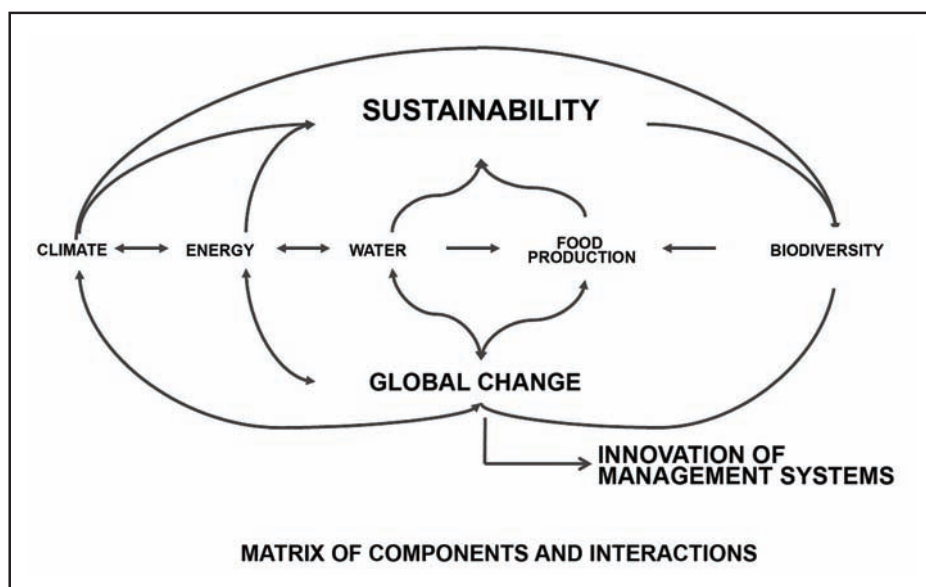 SUSTAINABILITY
CLIMATE
ENERGY
WATER
FOOD
PRODUCTION
BIODIVERSITY
GLOBAL CHANGE
INNOVATION OF
MANAGEMENT SYSTEMS
MATRIX OF COMPONENTS AND INTERACTIONS